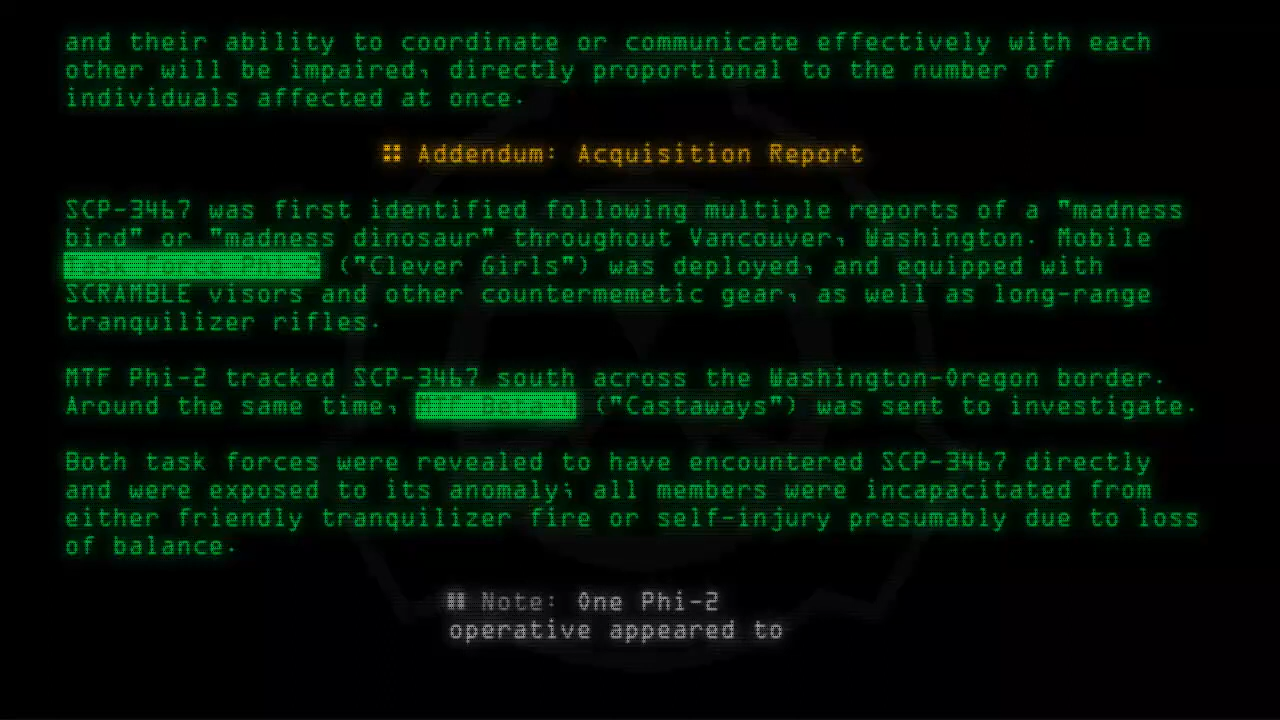 and their ability to coordinate or communicate effectively with each
other will be impaired, directly proportional to the number of
individuals affected at once.
:: Addendum: Acquisition Report
SCP-3467 was first identified following multiple reports of a "madness
bird" or "madness dinosaur" throughout Vancouver, Washington. Mobile
Task Force Phi-2 ("Clever Girls") was deployed, and equipped with
SCRAMBLE visors and other countermemetic gear, as well as long-range
tranquilizer rifles.
MTF Phi-2 tracked SCP-3467 south across the Washington-Oregon border.
Around the same time, MTF Beta-4 ("Castaways") was sent to investigate.
Both task forces were revealed to have encountered SCP-3467 directly
and were exposed to its anomaly; all members were incapacitated from
either friendly tranquilizer fire or self-injury presumably due to loss
of balance.
:: Note: One Phi-2
operative appeared to